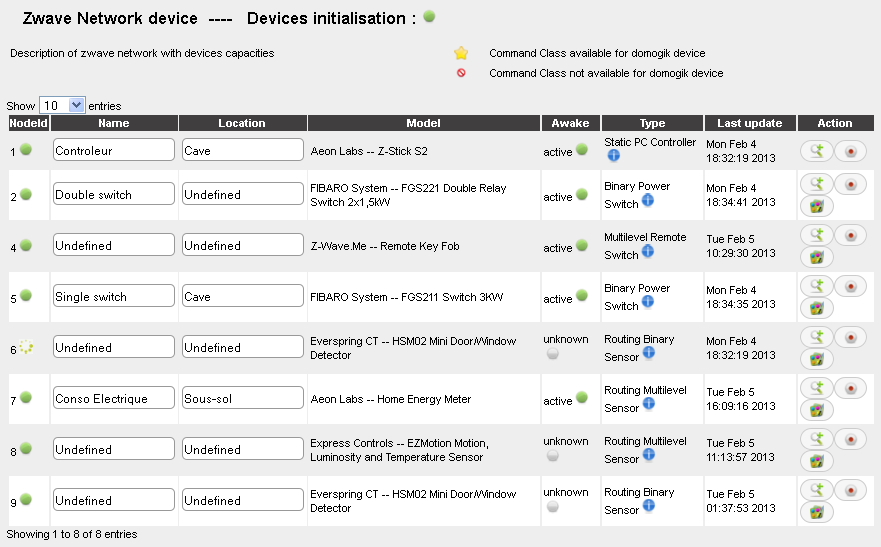 Zwave Network device ---- Devices initialisation :
Description of zwave network with devices capacities
Command Class available for domogik device
Command Class not available for domogik device
Show 10 entries
NodeId Name Location Model Awake Type Last update Action
1 Controleur Cave Aeon Labs -- Z-Stick S2 active Static PC Controller Mon Feb 4
18:32:19 2013
2 Double switch Undefined FIBARO System -- FGS221 Double Relay active Binary Power Mon Feb 4
Switch 2x1,5kW Switch 18:34:41 2013
4 Undefined Undefined Z-Wave.Me -- Remote Key Fob active Multilevel Remote Tue Feb 5
Switch 10:29:30 2013
5 Single switch Cave FIBARO System -- FGS211 Switch 3KW active Binary Power Mon Feb 4
Switch 18:34:35 2013
6 Undefined Undefined Everspring CT -- HSM02 Mini Door/Window unknown Routing Binary Mon Feb 4
Detector Sensor 18:32:19 2013
7 Conso Electrique Sous-sol Aeon Labs -- Home Energy Meter active Routing Multilevel Tue Feb 5
Sensor 16:09:16 2013
8 Undefined Undefined Express Controls -- EZMotion Motion, unknown Routing Multilevel Tue Feb 5
Luminosity and Temperature Sensor Sensor 11:13:57 2013
9 Undefined Undefined Everspring CT -- HSM02 Mini Door/Window unknown Routing Binary Tue Feb 5
Detector Sensor 01:37:53 2013
Showing 1 to 8 of 8 entries